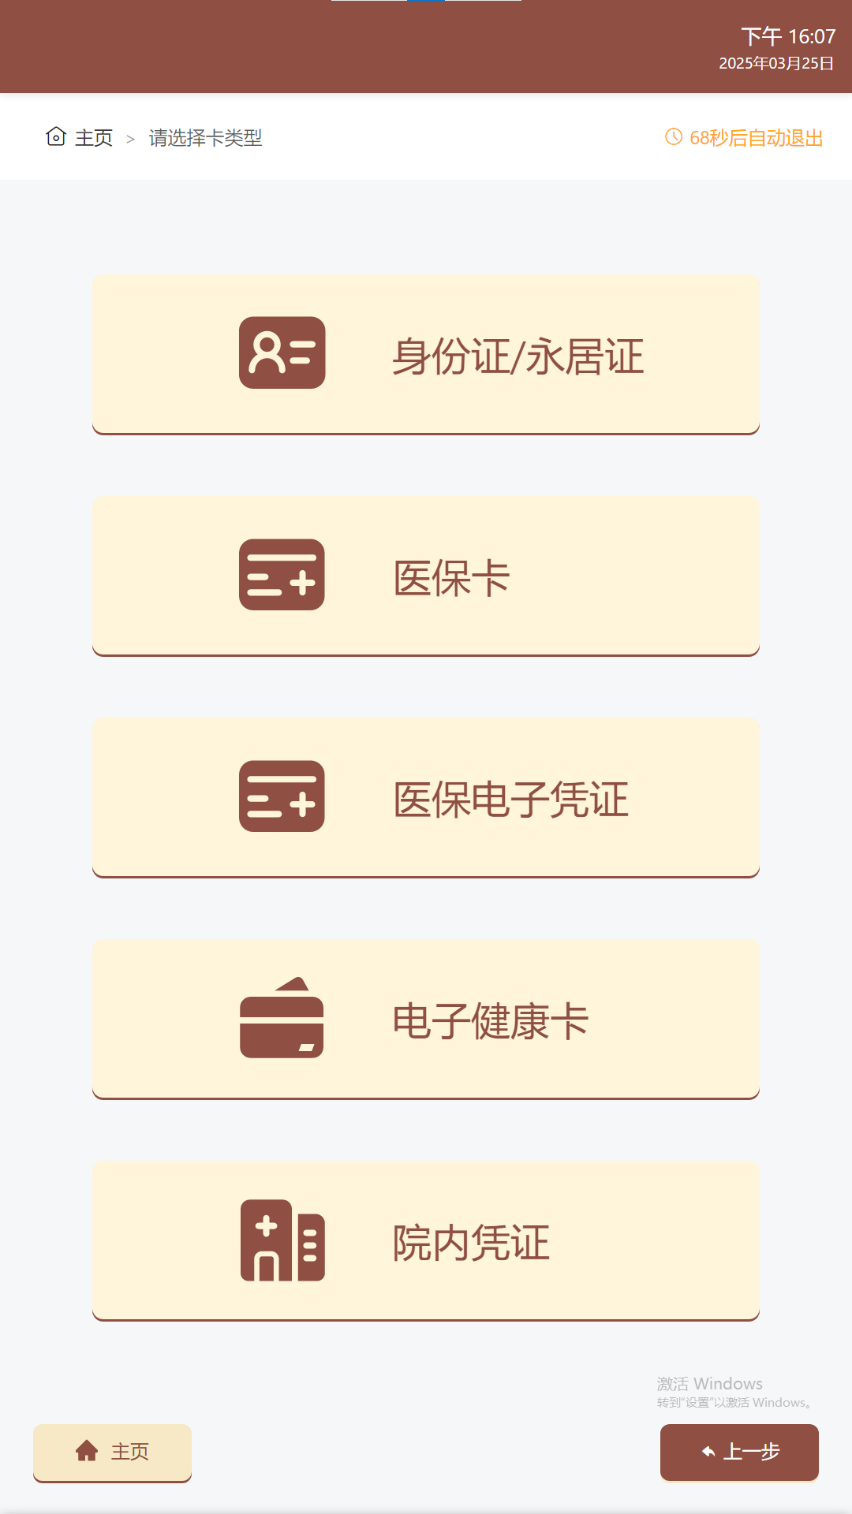 下午 16:07
2025年03月25日
主页 > 请选择卡类型
68秒后自动退出
身份证/永居证
医保卡
医保电子凭证
电子健康卡
院内凭证
激活 Windows
转到"设置"以激活 Windows。
主页
上一步